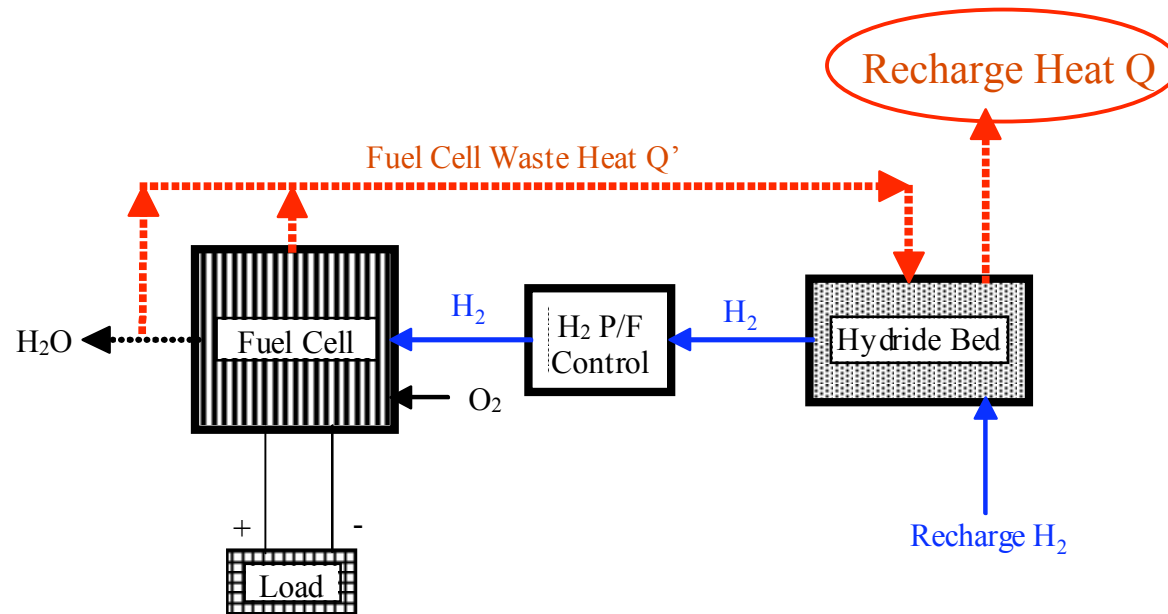 Recharge Heat Q
Fuel Cell Waste Heat Q’
H₂O
Fuel Cell
H₂
H₂ P/F
Control
H₂
Hydride Bed
O₂
+
-
Load
Recharge H₂